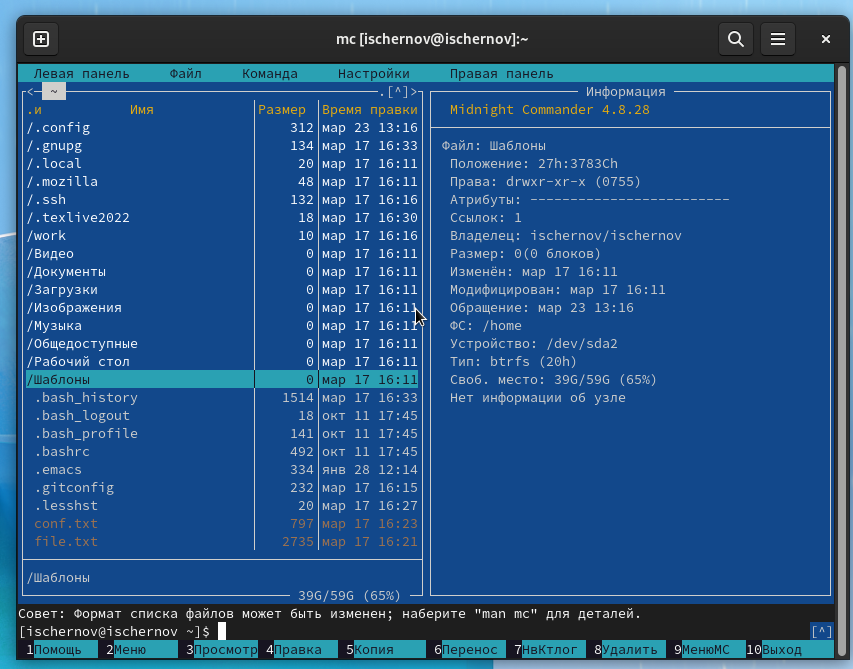 mc [ischernov@ischernov]:~
Левая панель Файл Команда Настройки Правая панель
<— ~ .[^]>
.и Имя Размер Время правки
/.config 312 мар 23 13:16
/.gnupg 134 мар 17 16:33
/.local 20 мар 17 16:11
/.mozilla 48 мар 17 16:11
/.ssh 132 мар 17 16:16
/.texlive2022 18 мар 17 16:30
/work 10 мар 17 16:16
/Видео 0 мар 17 16:11
/Документы 0 мар 17 16:11
/Загрузки 0 мар 17 16:11
/Изображения 0 мар 17 16:11
/Музыка 0 мар 17 16:11
/Общедоступные 0 мар 17 16:11
/Рабочий стол 0 мар 17 16:11
/Шаблоны 0 мар 17 16:11
.bash_history 1514 мар 17 16:33
.bash_logout 18 окт 11 17:45
.bash_profile 141 окт 11 17:45
.bashrc 492 окт 11 17:45
.emacs 334 янв 28 12:14
.gitconfig 232 мар 17 16:15
.lesshst 20 мар 17 16:27
conf.txt 797 мар 17 16:23
file.txt 2735 мар 17 16:21
/Шаблоны
39G/59G (65%)
Информация
Midnight Commander 4.8.28
Файл: Шаблоны
Положение: 27h:3783Ch
Права: drwxr-xr-x (0755)
Атрибуты: -------------------------
Ссылок: 1
Владелец: ischernov/ischernov
Размер: 0(0 блоков)
Изменён: мар 17 16:11
Модифицирован: мар 17 16:11
Обращение: мар 23 13:16
ФС: /home
Устройство: /dev/sda2
Тип: btrfs (20h)
Своб. место: 39G/59G (65%)
Нет информации об узле
Совет: Формат списка файлов может быть изменен; наберите "man mc" для деталей.
[ischernov@ischernov ~]$ [^]
1Помощь 2Меню 3Просмотр 4Правка 5Копия 6Перенос 7НвКтлог 8Удалить 9МенюМС 10Выход